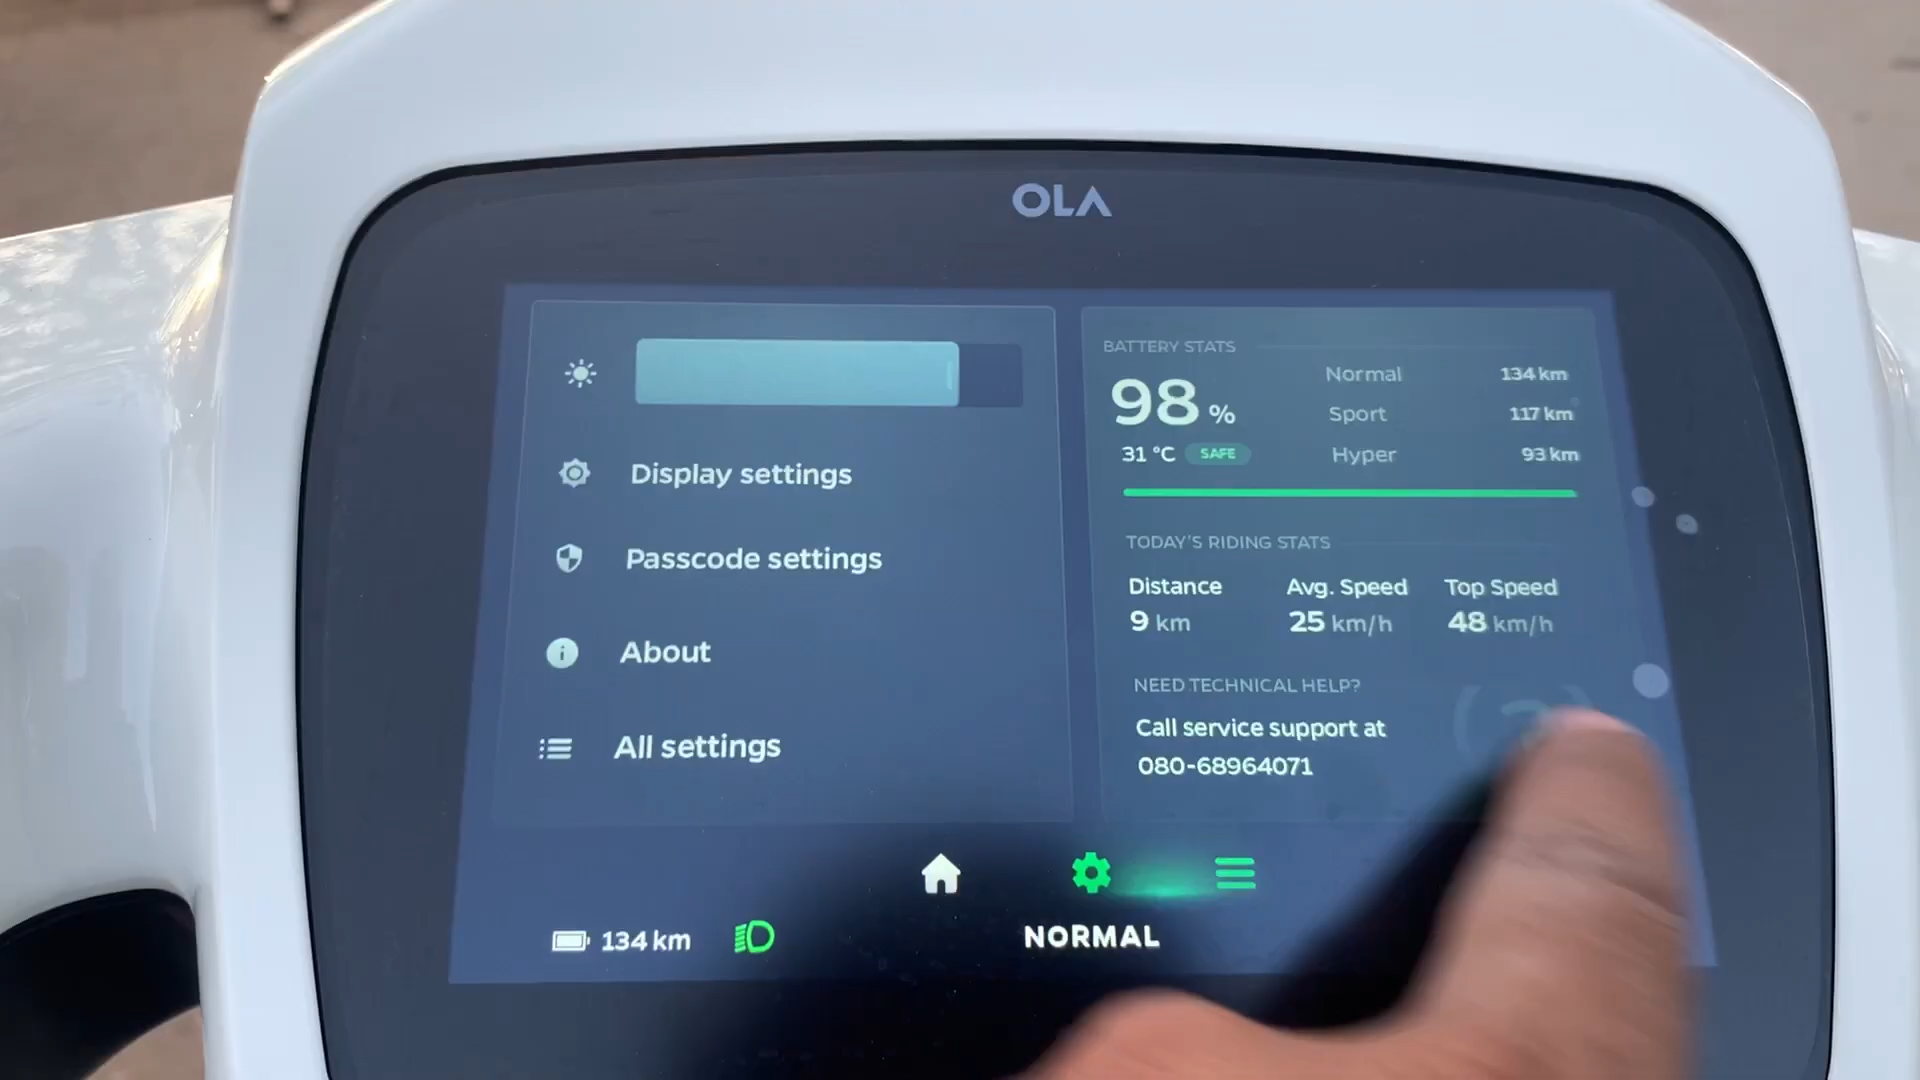 OLA
Display settings
Passcode settings
About
All settings
BATTERY STATS
98 %
31 °C SAFE
Normal 134 km
Sport 117 km
Hyper 93 km
TODAY'S RIDING STATS
Distance Avg. Speed Top Speed
9 km 25 km/h 48 km/h
NEED TECHNICAL HELP?
Call service support at
080-68964071
134 km
NORMAL